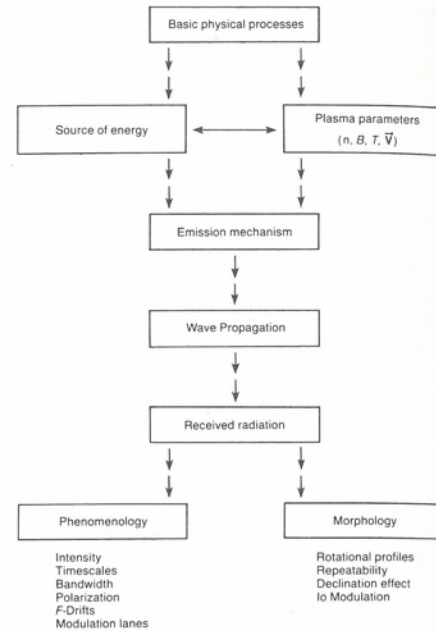 Basic physical processes
Source of energy
Plasma parameters
(n, B, T, V⃗)
Emission mechanism
Wave Propagation
Received radiation
Phenomenology
Morphology
Intensity
Timescales
Bandwidth
Polarization
F-Drifts
Modulation lanes
Rotational profiles
Repeatability
Declination effect
Io Modulation